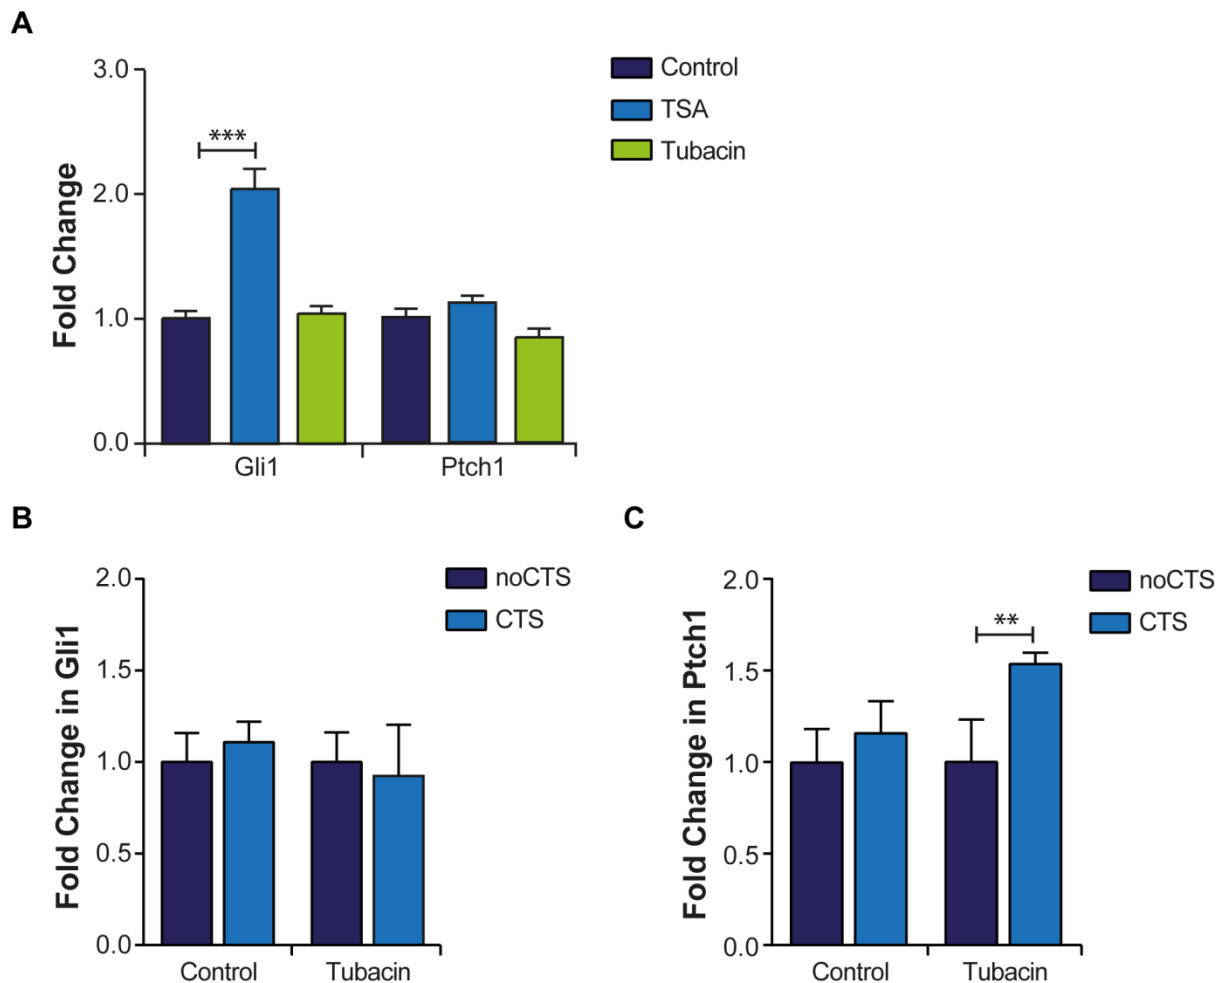 A
Fold Change
3.0
2.0
1.0
0.0
***
Gli1
Ptch1
Control
TSA
Tubacin
B
Fold Change in Gli1
2.0
1.5
1.0
0.5
0.0
Control
Tubacin
noCTS
CTS
C
Fold Change in Ptch1
2.0
1.5
1.0
0.5
0.0
**
Control
Tubacin
noCTS
CTS